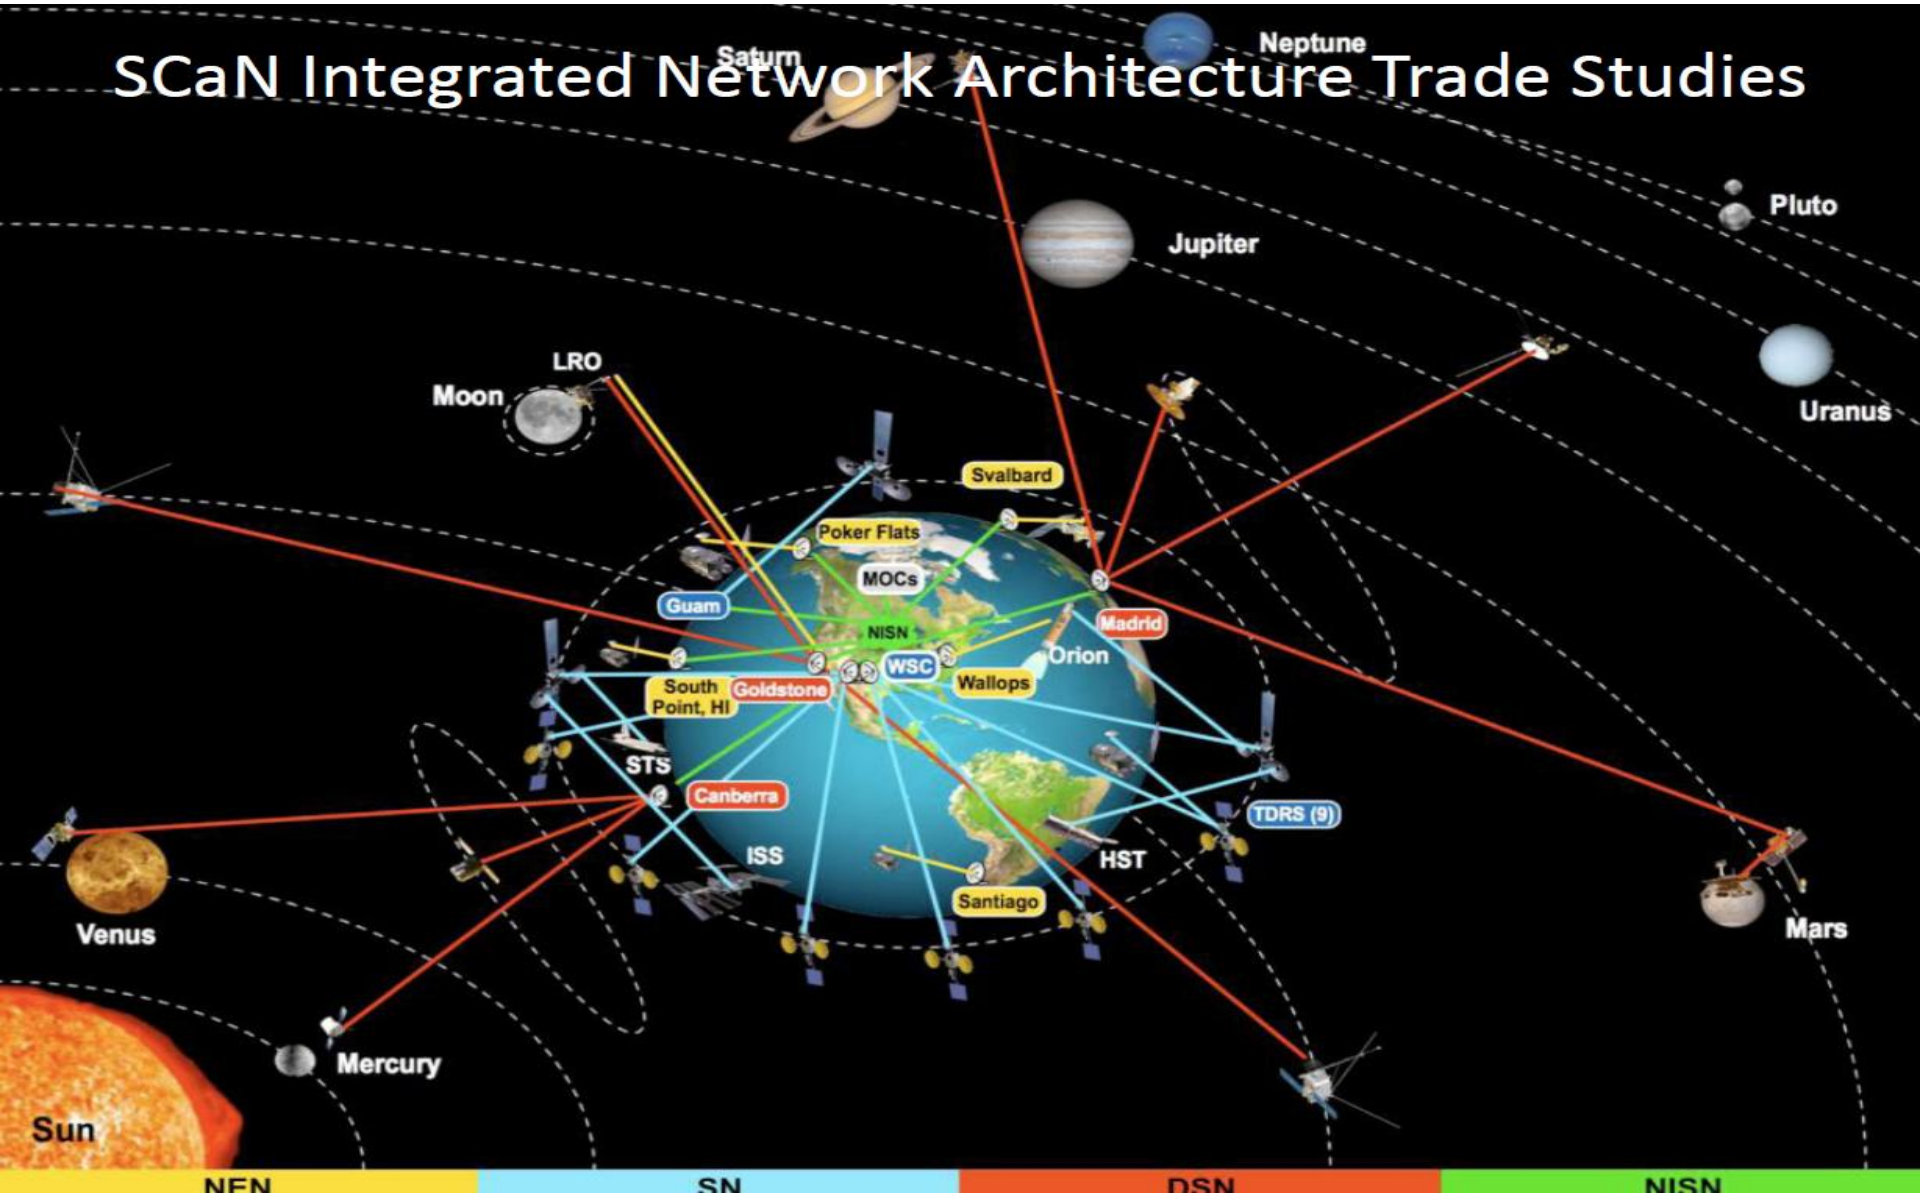 SCaN Integrated Network Architecture Trade Studies
Saturn
Neptune
Pluto
Jupiter
Uranus
LRO
Moon
Svalbard
Poker Flats
MOCs
Guam
Madrid
NISN
Orion
WSC
Wallops
South
Point, HI
Goldstone
STS
Canberra
TDRS (9)
ISS
HST
Santiago
Venus
Mars
Mercury
Sun
NEN
SN
DSN
NISN